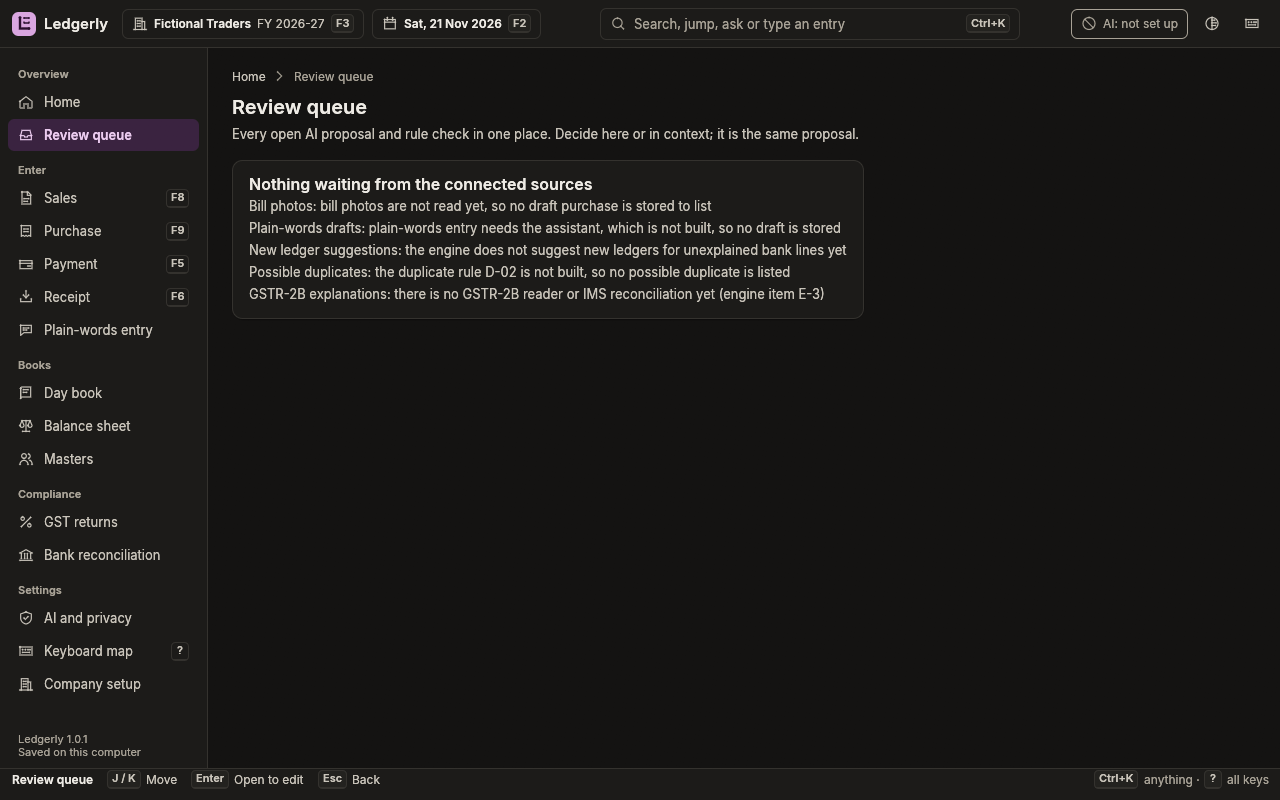 Ledgerly
Fictional Traders FY 2026-27 F3
Sat, 21 Nov 2026 F2
Search, jump, ask or type an entry Ctrl+K
AI: not set up
Overview
Home
Review queue
Enter
Sales F8
Purchase F9
Payment F5
Receipt F6
Plain-words entry
Books
Day book
Balance sheet
Masters
Compliance
GST returns
Bank reconciliation
Settings
AI and privacy
Keyboard map ?
Company setup
Ledgerly 1.0.1
Saved on this computer
Home > Review queue
Review queue
Every open AI proposal and rule check in one place. Decide here or in context; it is the same proposal.
Nothing waiting from the connected sources
Bill photos: bill photos are not read yet, so no draft purchase is stored to list
Plain-words drafts: plain-words entry needs the assistant, which is not built, so no draft is stored
New ledger suggestions: the engine does not suggest new ledgers for unexplained bank lines yet
Possible duplicates: the duplicate rule D-02 is not built, so no possible duplicate is listed
GSTR-2B explanations: there is no GSTR-2B reader or IMS reconciliation yet (engine item E-3)
Review queue J / K Move Enter Open to edit Esc Back
Ctrl+K anything · ? all keys